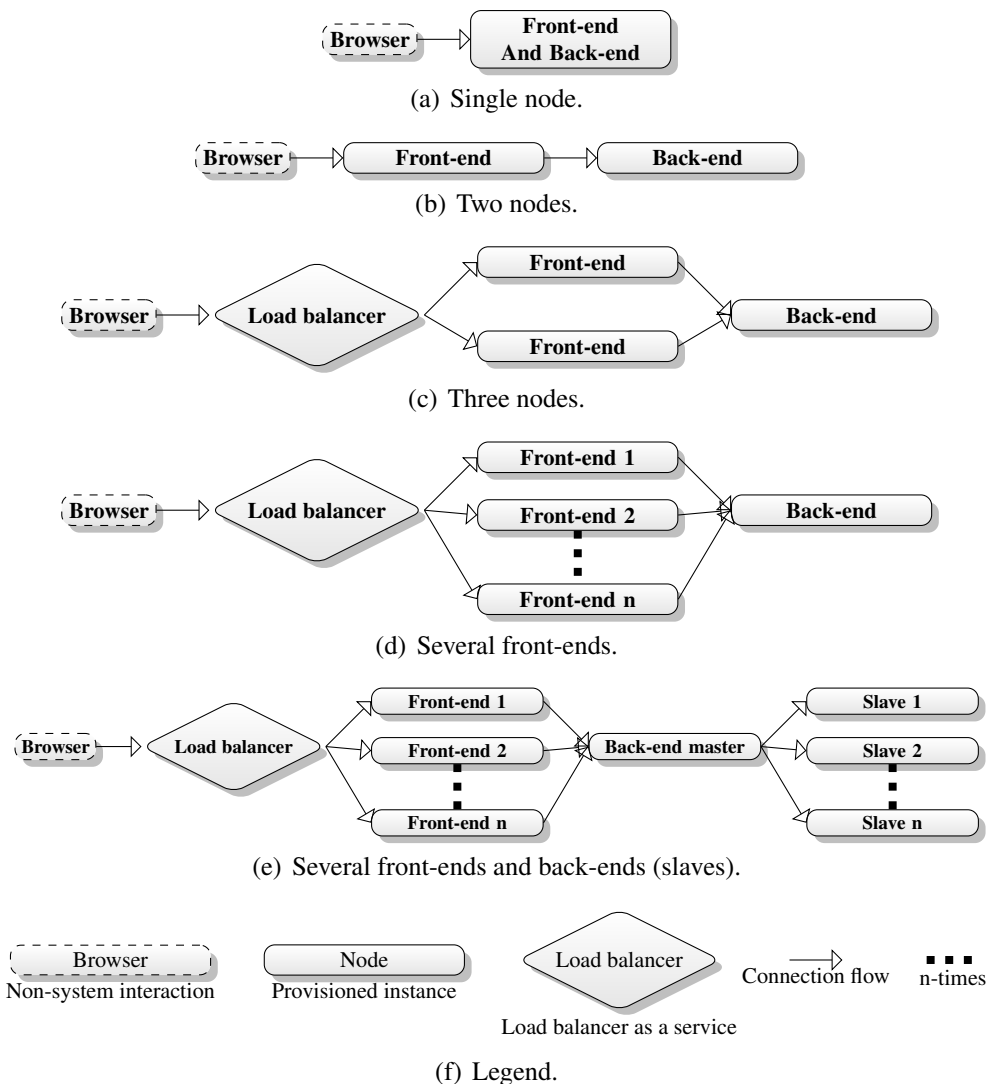 Browser
Front-end
And Back-end
(a) Single node.
Browser
Front-end
Back-end
(b) Two nodes.
Browser
Load balancer
Front-end
Front-end
Back-end
(c) Three nodes.
Browser
Load balancer
Front-end 1
Front-end 2
Front-end n
Back-end
(d) Several front-ends.
Browser
Load balancer
Front-end 1
Front-end 2
Front-end n
Back-end master
Slave 1
Slave 2
Slave n
(e) Several front-ends and back-ends (slaves).
Browser
Non-system interaction
Node
Provisioned instance
Load balancer
Load balancer as a service
Connection flow
n-times
(f) Legend.